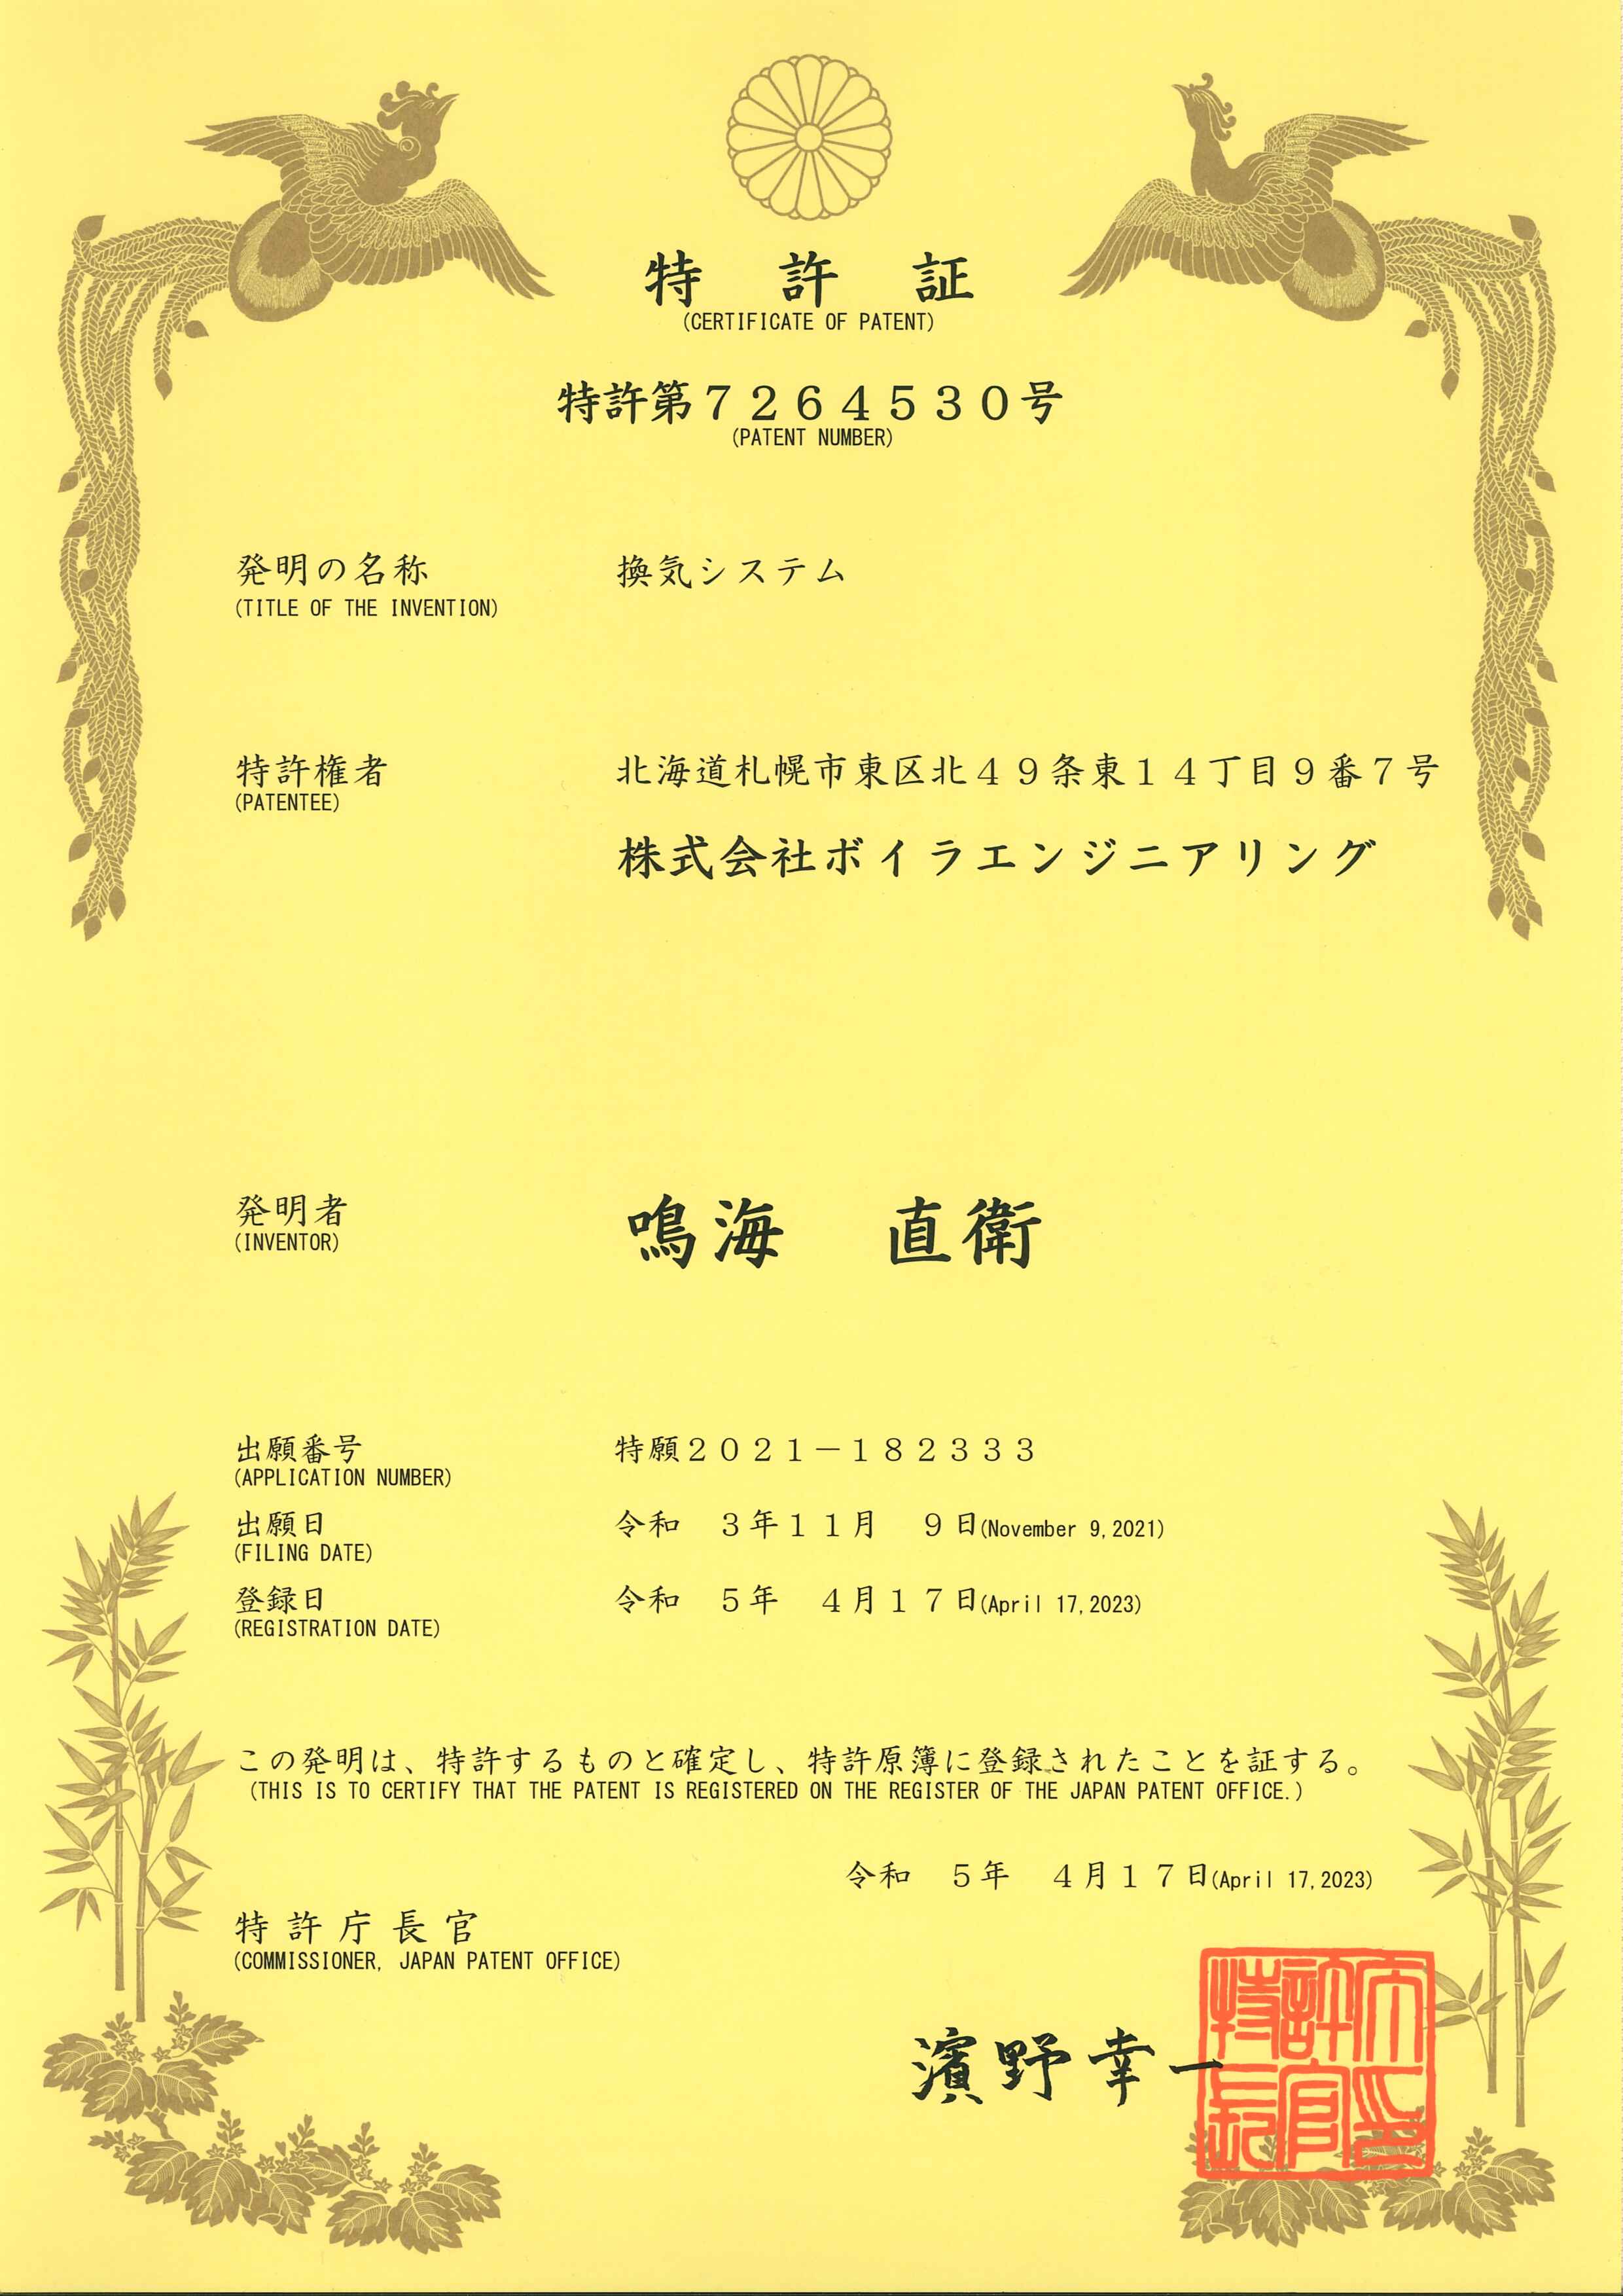 特　許　証
(CERTIFICATE OF PATENT)
特許第７２６４５３０号
(PATENT NUMBER)
発明の名称　換気システム
(TITLE OF THE INVENTION)
特許権者　北海道札幌市東区北４９条東１４丁目９番７号
(PATENTEE)
株式会社ボイラエンジニアリング
発明者　鳴海　直衛
(INVENTOR)
出願番号　特願２０２１－１８２３３３
(APPLICATION NUMBER)
出願日　令和　３年１１月　９日(November 9,2021)
(FILING DATE)
登録日　令和　５年　４月１７日(April 17,2023)
(REGISTRATION DATE)
この発明は、特許するものと確定し、特許原簿に登録されたことを証する。
(THIS IS TO CERTIFY THAT THE PATENT IS REGISTERED ON THE REGISTER OF THE JAPAN PATENT OFFICE.)
令和　５年　４月１７日(April 17,2023)
特許庁長官
(COMMISSIONER, JAPAN PATENT OFFICE)
濱野幸一